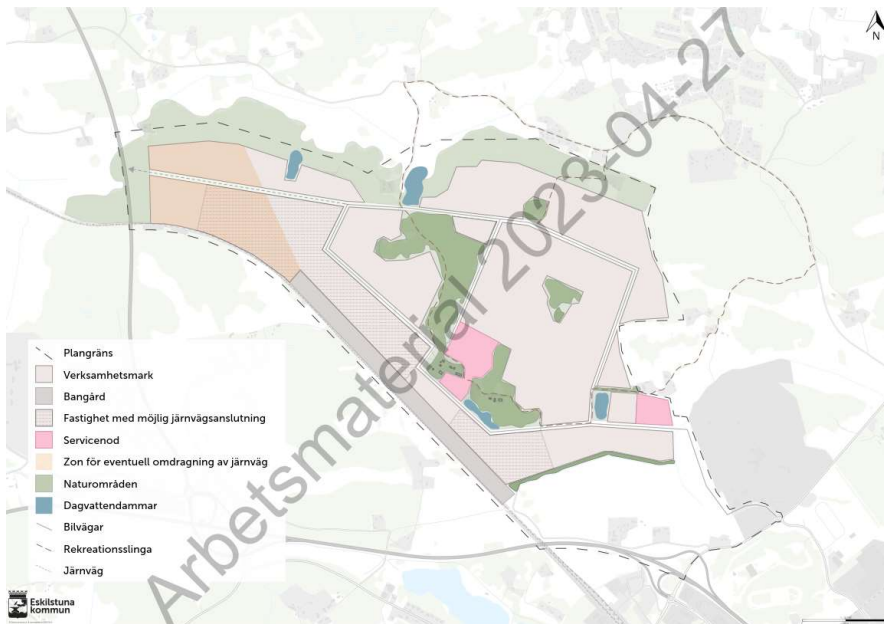 N
Arbetsmaterial 2023-04-27
Plangräns
Verksamhetsmark
Bangård
Fastighet med möjlig järnvägsanslutning
Servicenod
Zon för eventuell omdragning av järnväg
Naturområden
Dagvattendammar
Bilvägar
Rekreationsslinga
Järnväg
Eskilstuna
kommun